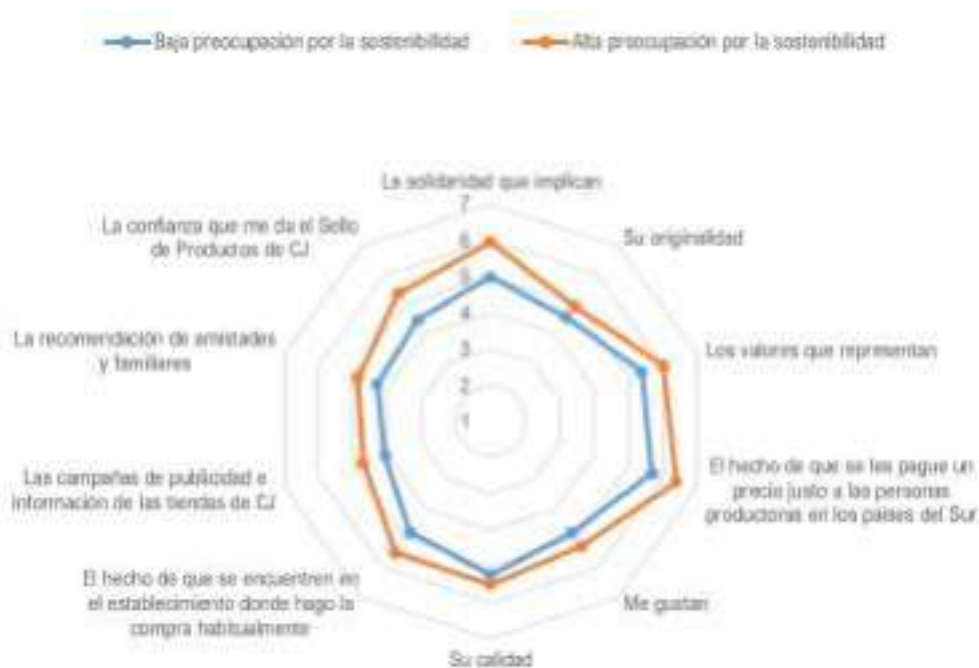 Baja preocupación por la sostenibilidad
Alta preocupación por la sostenibilidad
La solidaridad que implican
Su originalidad
Los valores que representan
El hecho de que se les pague un
precio justo a las personas
productoras en los países del Sur
Me gustan
Su calidad
El hecho de que se encuentren en
el establecimiento donde hago la
compra habitualmente
Las campañas de publicidad e
información de las tiendas de CJ
La recomendación de amistades
y familieres
La confianza que me da el Sello
de Productos de CJ
7
6
5
4
3
2
1